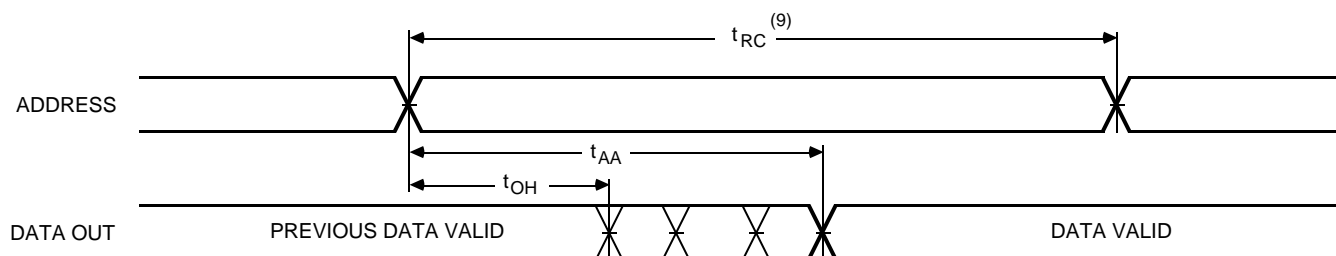 tRC(9)
ADDRESS
tAA
tOH
DATA OUT
PREVIOUS DATA VALID
DATA VALID